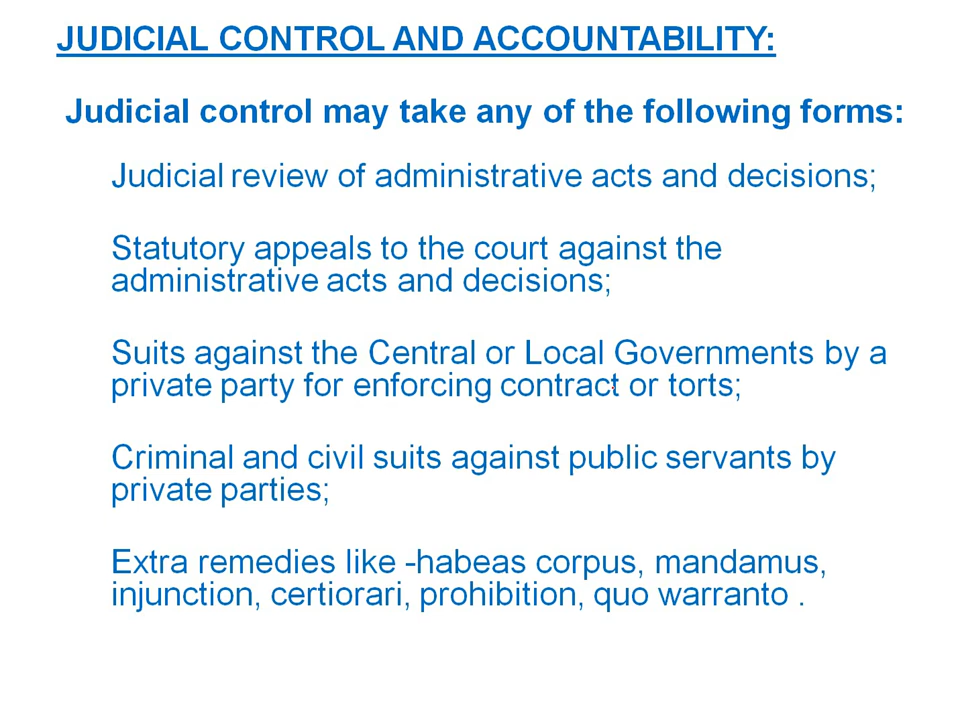 JUDICIAL CONTROL AND ACCOUNTABILITY:
Judicial control may take any of the following forms:
Judicial review of administrative acts and decisions;
Statutory appeals to the court against the
administrative acts and decisions;
Suits against the Central or Local Governments by a
private party for enforcing contract or torts;
Criminal and civil suits against public servants by
private parties;
Extra remedies like -habeas corpus, mandamus,
injunction, certiorari, prohibition, quo warranto .